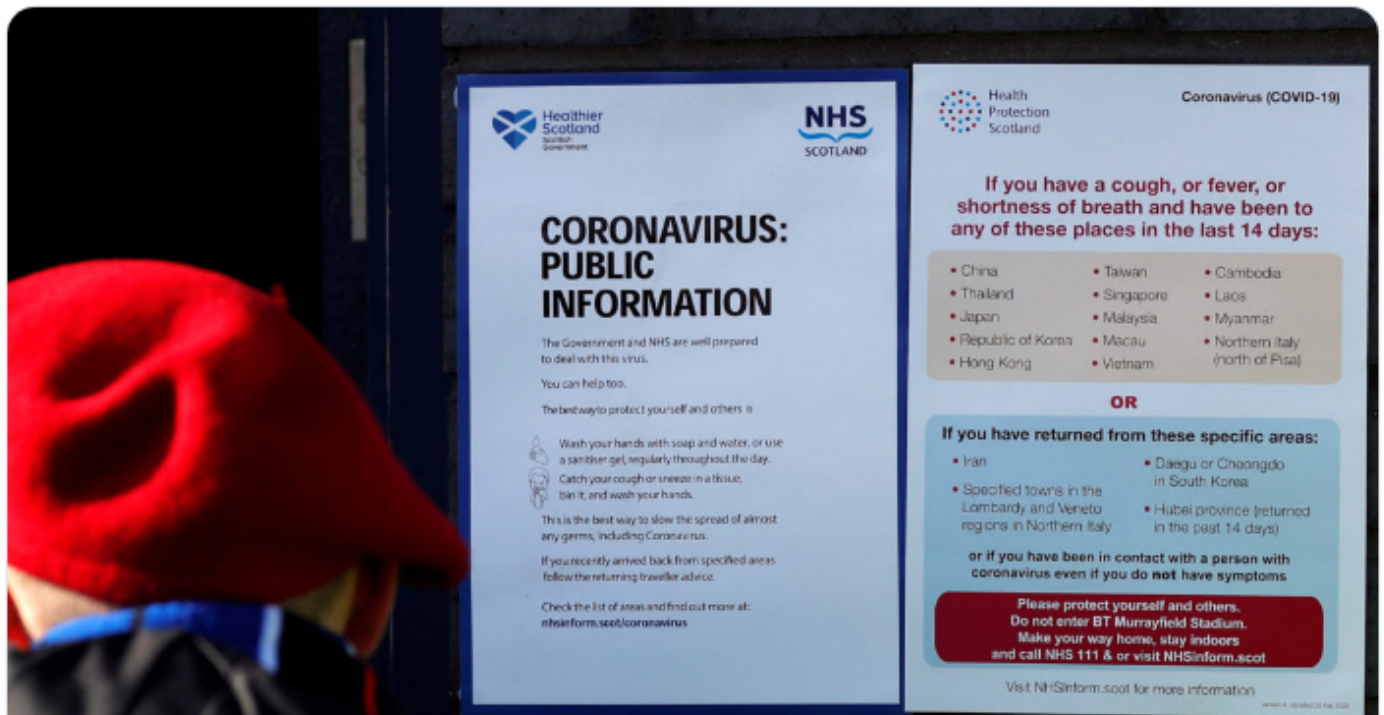 Healthier
Scotland
Scottish
Government
NHS
SCOTLAND
CORONAVIRUS:
PUBLIC
INFORMATION
The Government and NHS are well prepared
to deal with this virus.
You can help too.
The best way to protect yourself and others is
Wash your hands with soap and water, or use
a sanitiser gel, regularly throughout the day.
Catch your cough or sneeze in a tissue,
bin it, and wash your hands.
This is the best way to slow the spread of almost
any germs, including Coronavirus.
If you recently arrived back from specified areas
follow the returning traveller advice.
Check the list of areas and find out more at:
nhsinform.scot/coronavirus
Health
Protection
Scotland
Coronavirus (COVID-19)
If you have a cough, or fever, or
shortness of breath and have been to
any of these places in the last 14 days:
• China
• Thailand
• Japan
• Republic of Korea
• Hong Kong
• Taiwan
• Singapore
• Malaysia
• Macau
• Vietnam
• Cambodia
• Laos
• Myanmar
• Northern Italy
(north of Pisa)
OR
If you have returned from these specific areas:
• Iran
• Specified towns in the
Lombardy and Veneto
regions in Northern Italy
• Daegu or Cheongdo
in South Korea
• Hubei province (returned
in the past 14 days)
or if you have been in contact with a person with
coronavirus even if you do not have symptoms
Please protect yourself and others.
Do not enter BT Murrayfield Stadium.
Make your way home, stay indoors
and call NHS 111 & or visit NHSinform.scot
Visit NHSinform.scot for more information